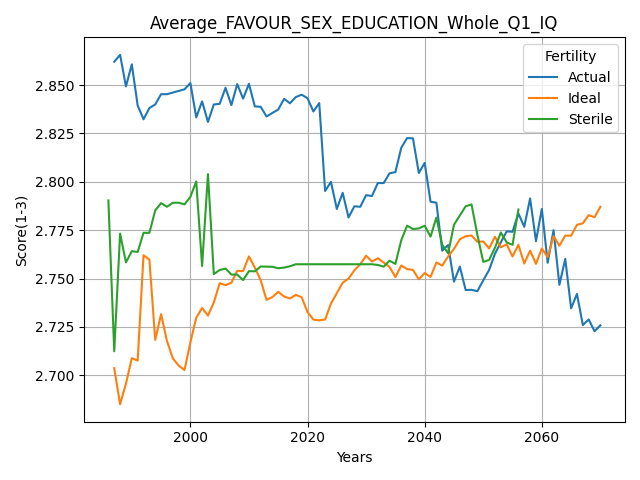 Average_FAVOUR_SEX_EDUCATION_Whole_Q1_IQ
Fertility
Actual
Ideal
Sterile
Score(1-3)
2.850
2.825
2.800
2.775
2.750
2.725
2.700
2000
2020
2040
2060
Years